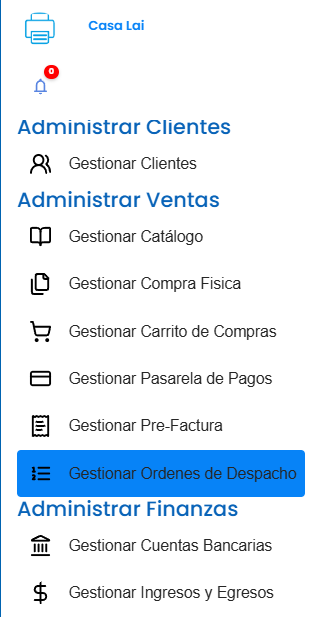 Casa Lai
0
Administrar Clientes
Gestionar Clientes
Administrar Ventas
Gestionar Catálogo
Gestionar Compra Fisica
Gestionar Carrito de Compras
Gestionar Pasarela de Pagos
Gestionar Pre-Factura
Gestionar Ordenes de Despacho
Administrar Finanzas
Gestionar Cuentas Bancarias
Gestionar Ingresos y Egresos